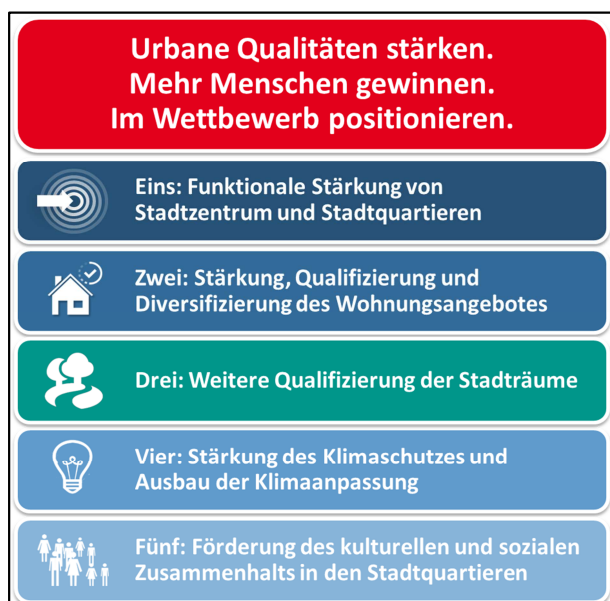 Urbane Qualitäten stärken.
Mehr Menschen gewinnen.
Im Wettbewerb positionieren.
Eins: Funktionale Stärkung von
Stadtzentrum und Stadtquartieren
Zwei: Stärkung, Qualifizierung und
Diversifizierung des Wohnungsangebotes
Drei: Weitere Qualifizierung der Stadträume
Vier: Stärkung des Klimaschutzes und
Ausbau der Klimaanpassung
Fünf: Förderung des kulturellen und sozialen
Zusammenhalts in den Stadtquartieren